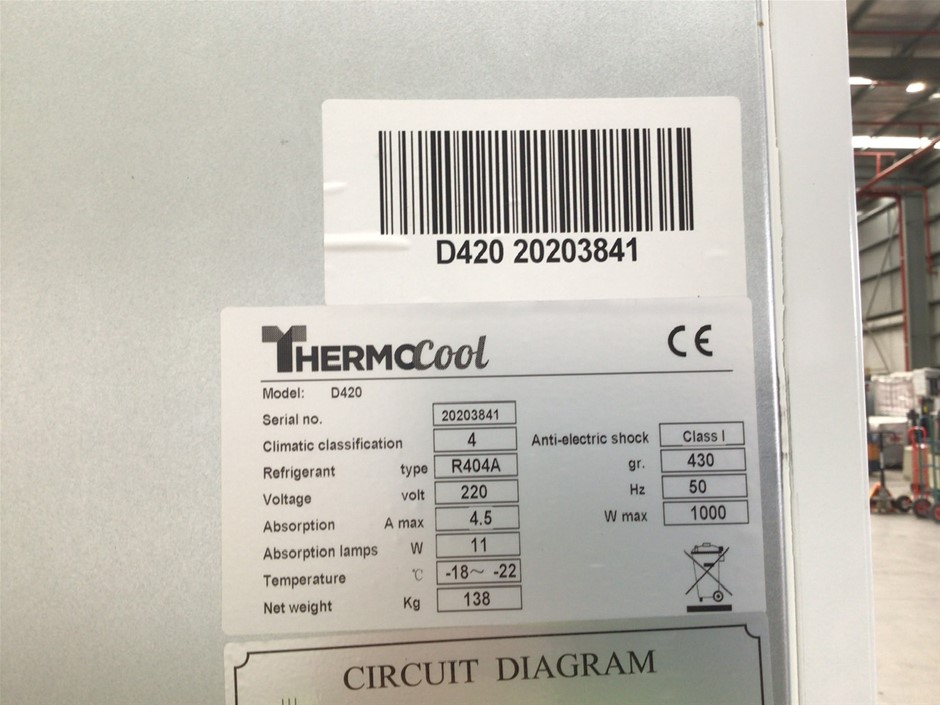 D420 20203841
THERMOCool CE
Model: D420
Serial no. 20203841
Climatic classification 4 Anti-electric shock Class I
Refrigerant type R404A gr. 430
Voltage volt 220 Hz 50
Absorption A max 4.5 W max 1000
Absorption lamps W 11
Temperature ℃ -18～ -22
Net weight Kg 138
CIRCUIT DIAGRAM